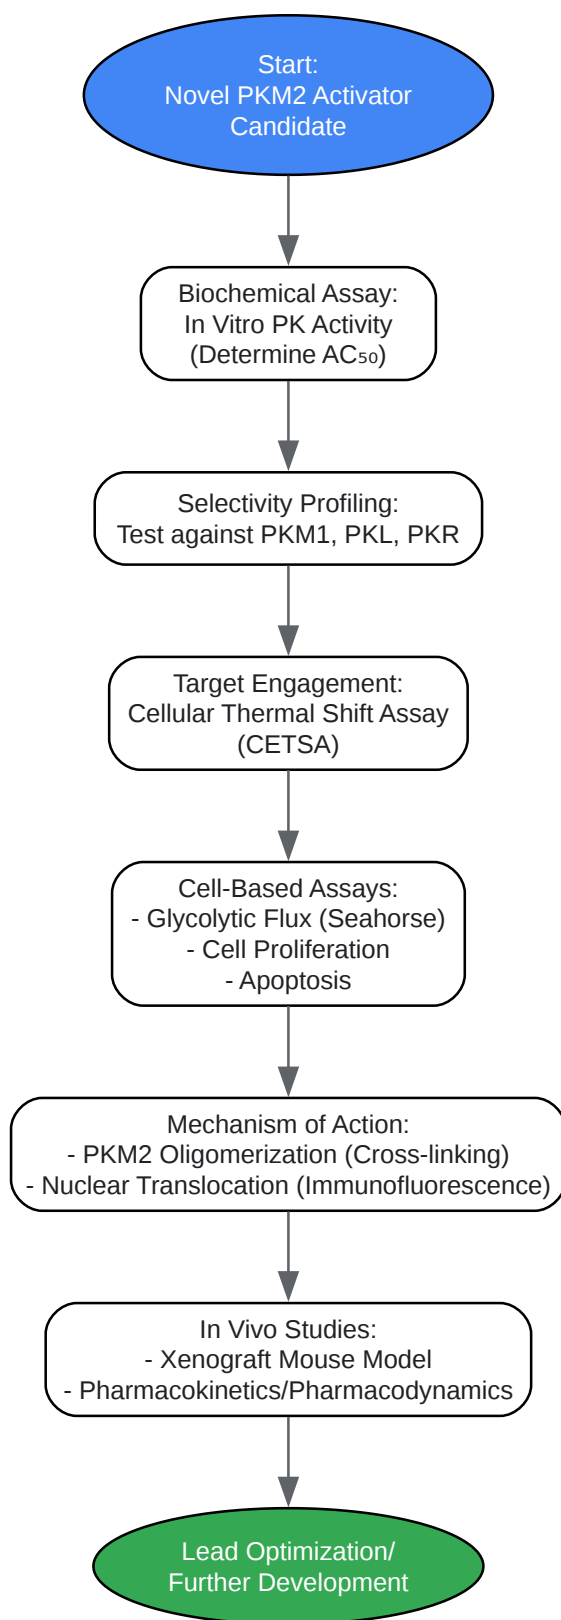 Start:
Novel PKM2 Activator
Candidate
Biochemical Assay:
In Vitro PK Activity
(Determine AC₅₀)
Selectivity Profiling:
Test against PKM1, PKL, PKR
Target Engagement:
Cellular Thermal Shift Assay
(CETSA)
Cell-Based Assays:
- Glycolytic Flux (Seahorse)
- Cell Proliferation
- Apoptosis
Mechanism of Action:
- PKM2 Oligomerization (Cross-linking)
- Nuclear Translocation (Immunofluorescence)
In Vivo Studies:
- Xenograft Mouse Model
- Pharmacokinetics/Pharmacodynamics
Lead Optimization/
Further Development